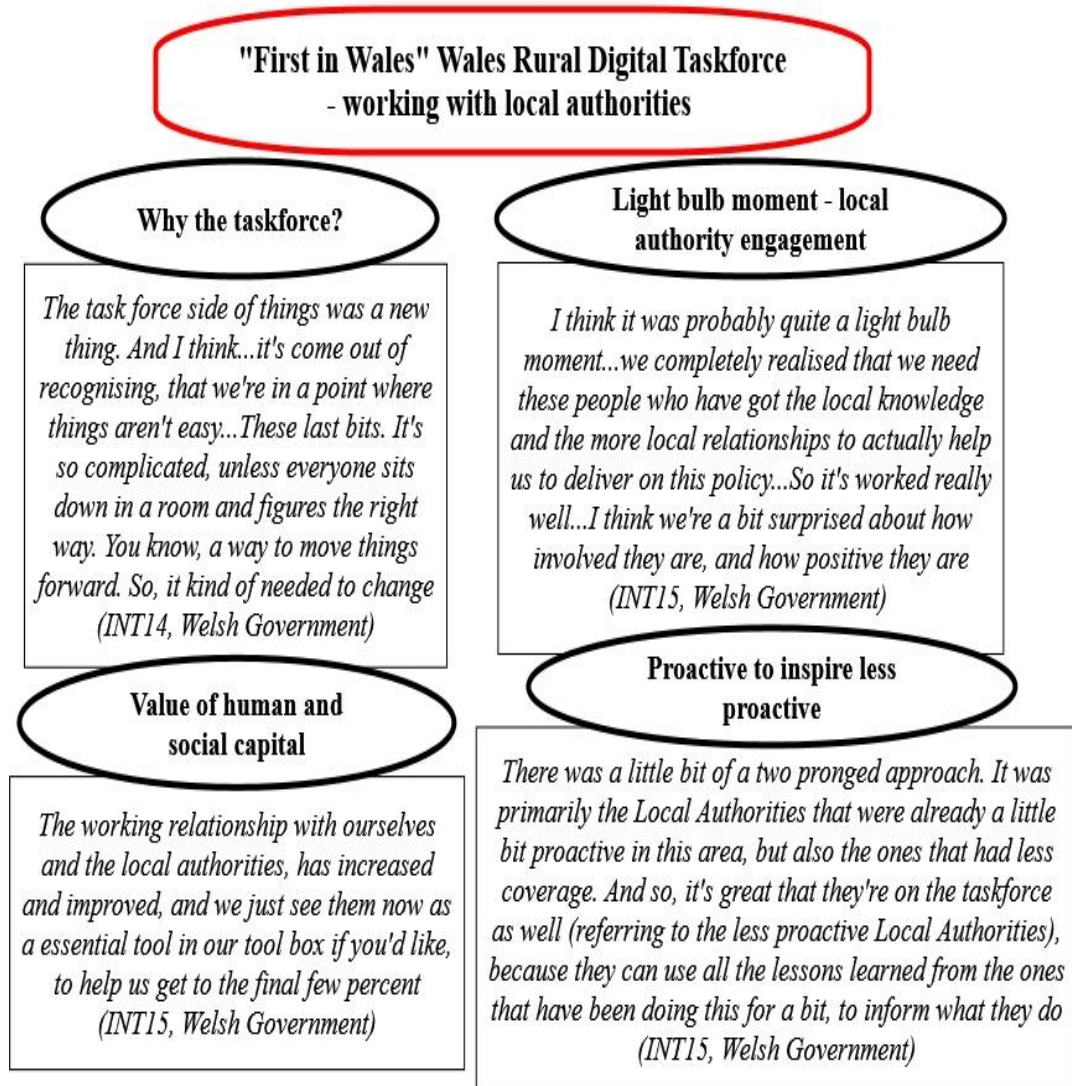 "First in Wales" Wales Rural Digital Taskforce
- working with local authorities
Why the taskforce?
The task force side of things was a new
thing. And I think...it's come out of
recognising, that we're in a point where
things aren't easy...These last bits. It's
so complicated, unless everyone sits
down in a room and figures the right
way. You know, a way to move things
forward. So, it kind of needed to change
(INT14, Welsh Government)
Light bulb moment - local
authority engagement
I think it was probably quite a light bulb
moment...we completely realised that we need
these people who have got the local knowledge
and the more local relationships to actually help
us to deliver on this policy...So it's worked really
well...I think we're a bit surprised about how
involved they are, and how positive they are
(INT15, Welsh Government)
Value of human and
social capital
The working relationship with ourselves
and the local authorities, has increased
and improved, and we just see them now as
a essential tool in our tool box if you'd like,
to help us get to the final few percent
(INT15, Welsh Government)
Proactive to inspire less
proactive
There was a little bit of a two pronged approach. It was
primarily the Local Authorities that were already a little
bit proactive in this area, but also the ones that had less
coverage. And so, it's great that they're on the taskforce
as well (referring to the less proactive Local Authorities),
because they can use all the lessons learned from the ones
that have been doing this for a bit, to inform what they do
(INT15, Welsh Government)